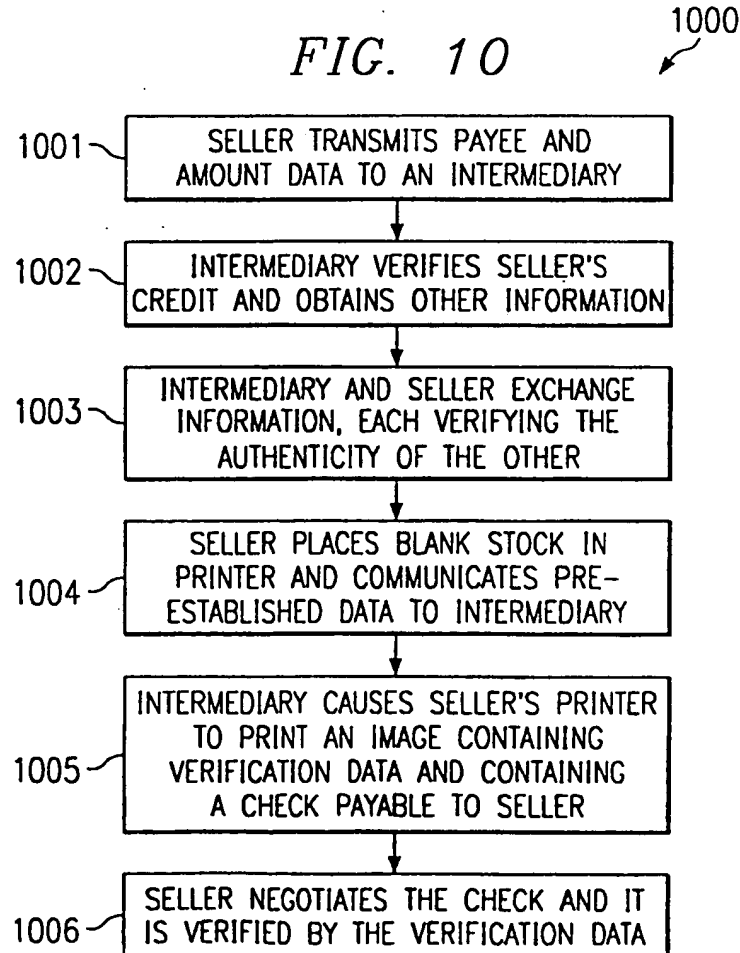 1000
FIG. 10
1001
SELLER TRANSMITS PAYEE AND
AMOUNT DATA TO AN INTERMEDIARY
1002
INTERMEDIARY VERIFIES SELLER'S
CREDIT AND OBTAINS OTHER INFORMATION
1003
INTERMEDIARY AND SELLER EXCHANGE
INFORMATION, EACH VERIFYING THE
AUTHENTICITY OF THE OTHER
1004
SELLER PLACES BLANK STOCK IN
PRINTER AND COMMUNICATES PRE-
ESTABLISHED DATA TO INTERMEDIARY
1005
INTERMEDIARY CAUSES SELLER'S PRINTER
TO PRINT AN IMAGE CONTAINING
VERIFICATION DATA AND CONTAINING
A CHECK PAYABLE TO SELLER
1006
SELLER NEGOTIATES THE CHECK AND IT
IS VERIFIED BY THE VERIFICATION DATA